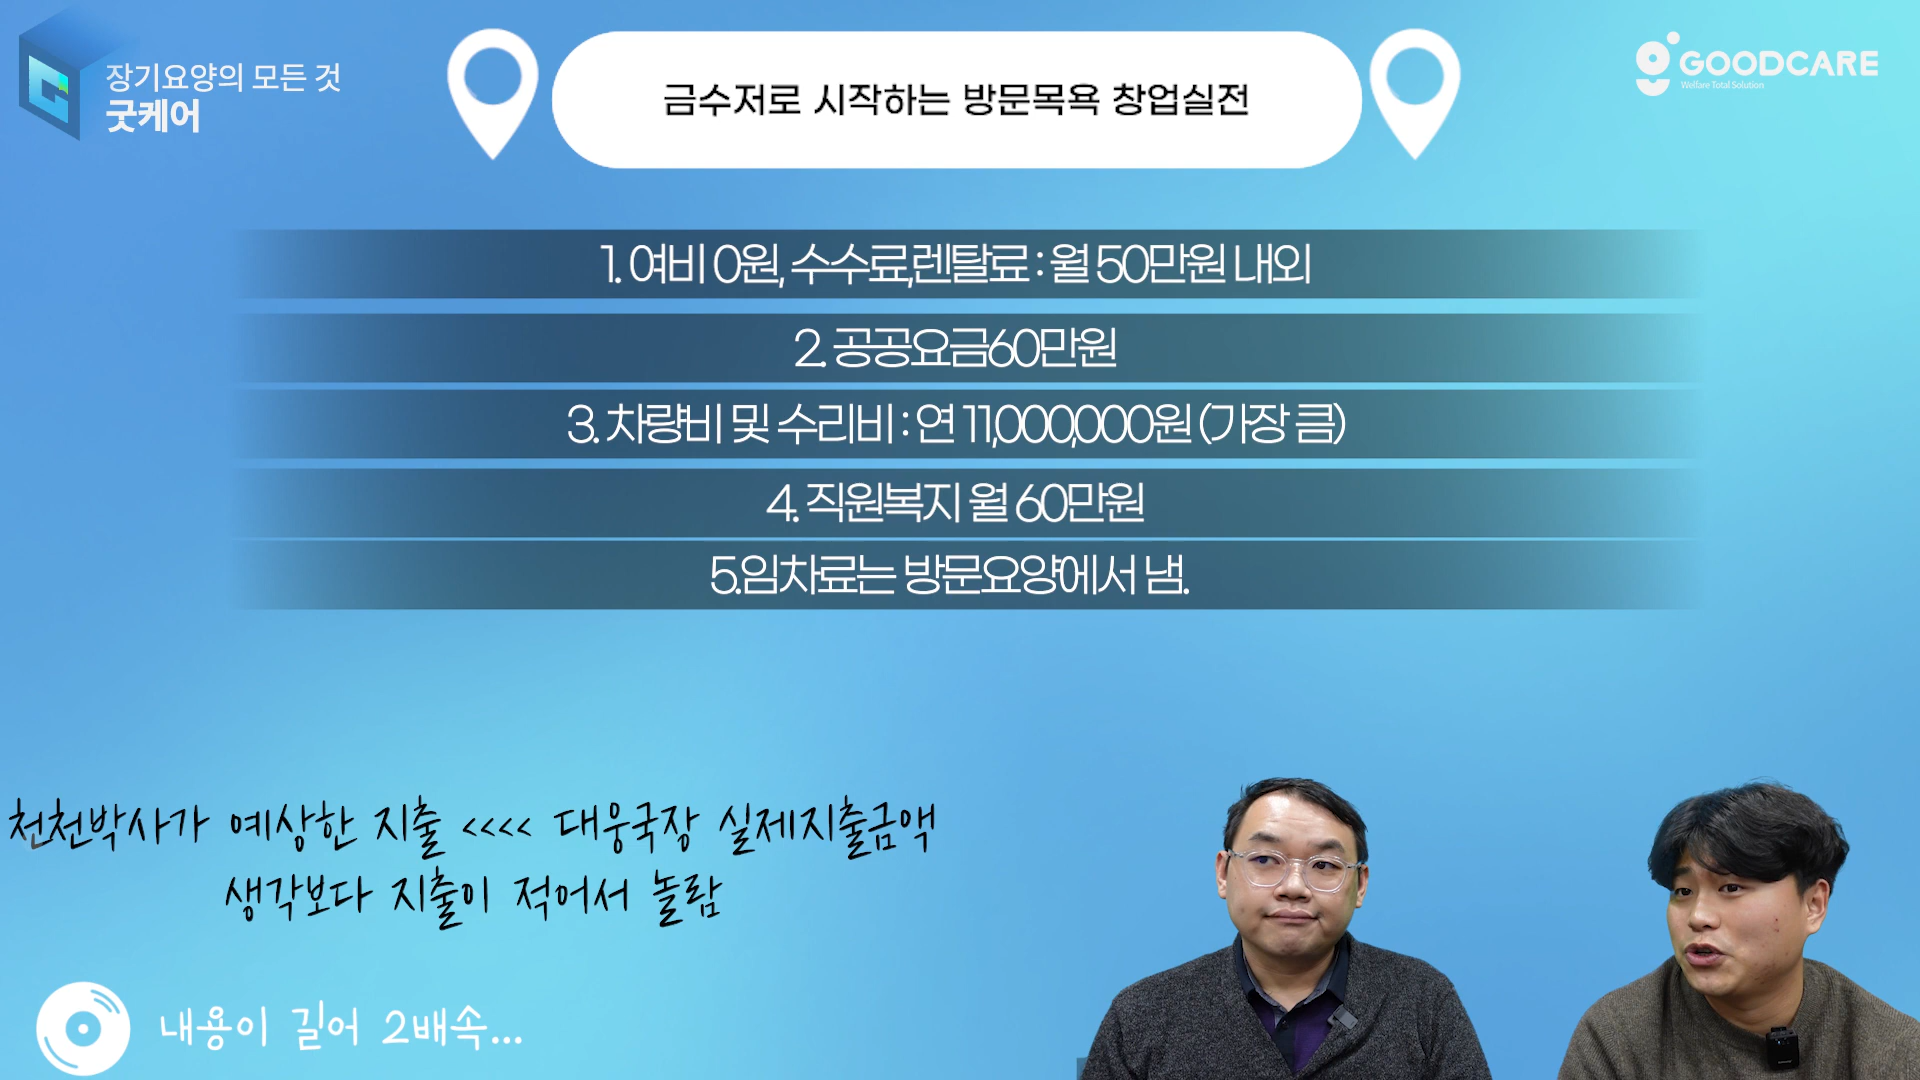 장기요양의 모든 것
굿케어
금수저로 시작하는 방문목욕 창업실전
GOODCARE
Welfare Total Solution
1. 여비 0원, 수수료,렌탈료 : 월 50만원 내외
2. 공공요금60만원
3. 차량비 및 수리비 : 연 11,000,000원 (가장 큼)
4. 직원복지 월 60만원
5.임차료는 방문요양에서 냄.
천천박사가 예상한 지출 <<<< 대웅국장 실제지출금액
생각보다 지출이 적어서 놀람
내용이 길어 2배속...